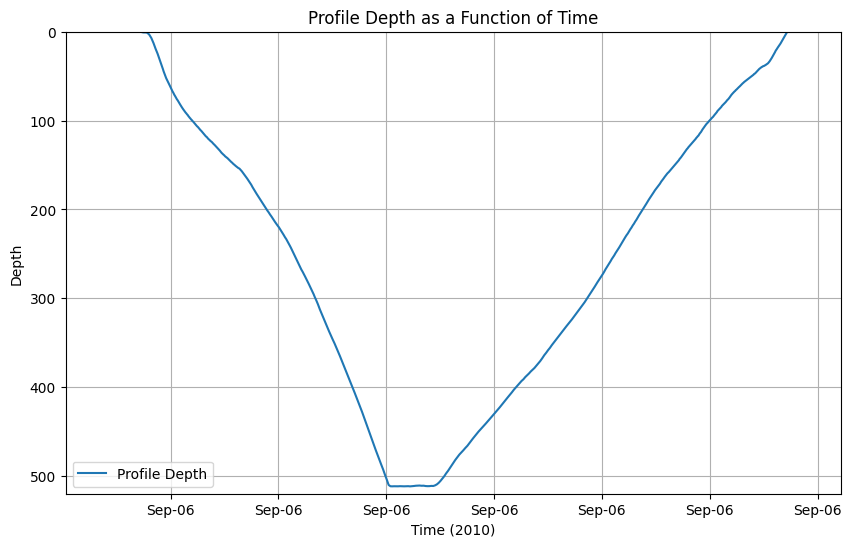 Profile Depth as a Function of Time
0
100
200
300
400
500
Depth
Profile Depth
Sep-06 Sep-06 Sep-06 Sep-06 Sep-06 Sep-06 Sep-06
Time (2010)